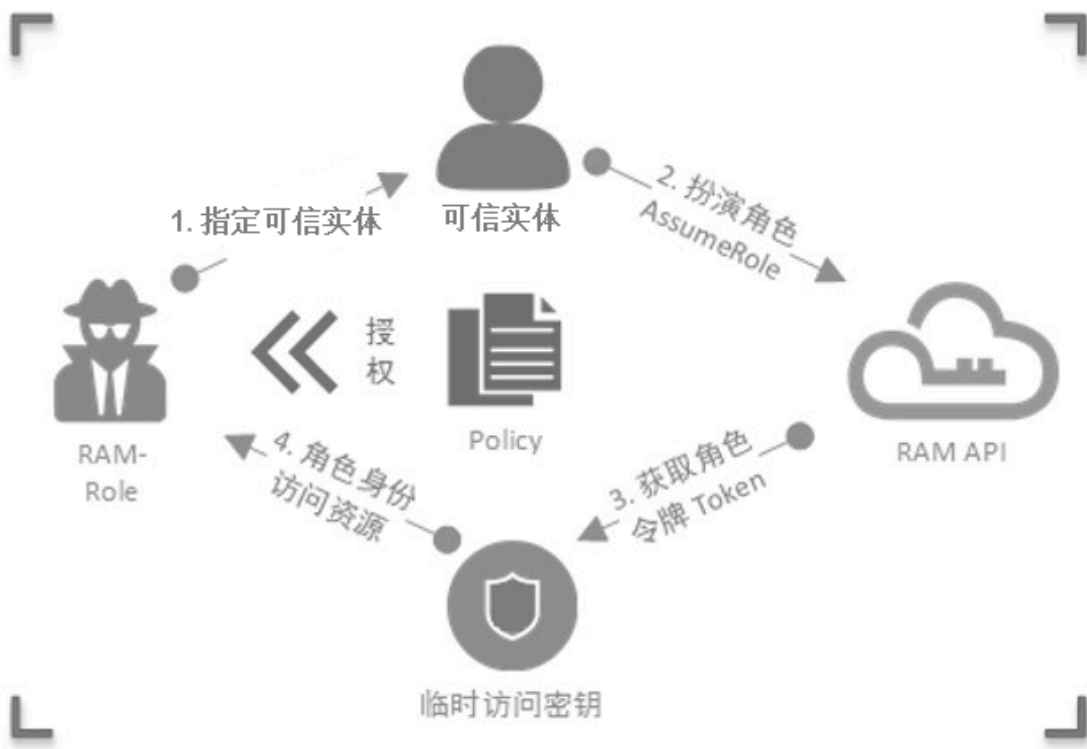 1. 指定可信实体
可信实体
2. 扮演角色
AssumeRole
授
权
RAM-
Role
Policy
RAM API
4. 角色身份
访问资源
3. 获取角色
令牌 Token
临时访问密钥